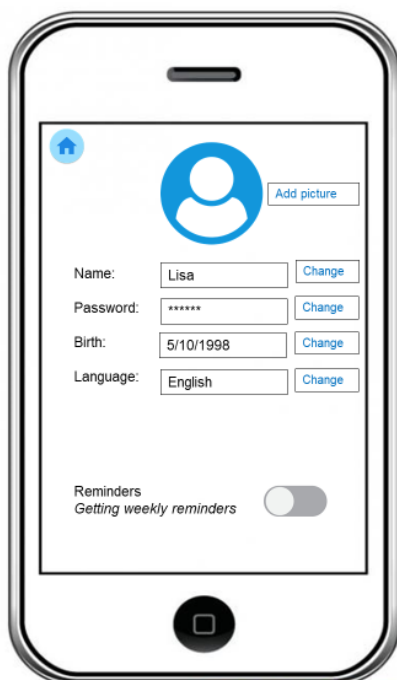 Add picture
Name: Lisa Change
Password: ****** Change
Birth: 5/10/1998 Change
Language: English Change
Reminders
Getting weekly reminders